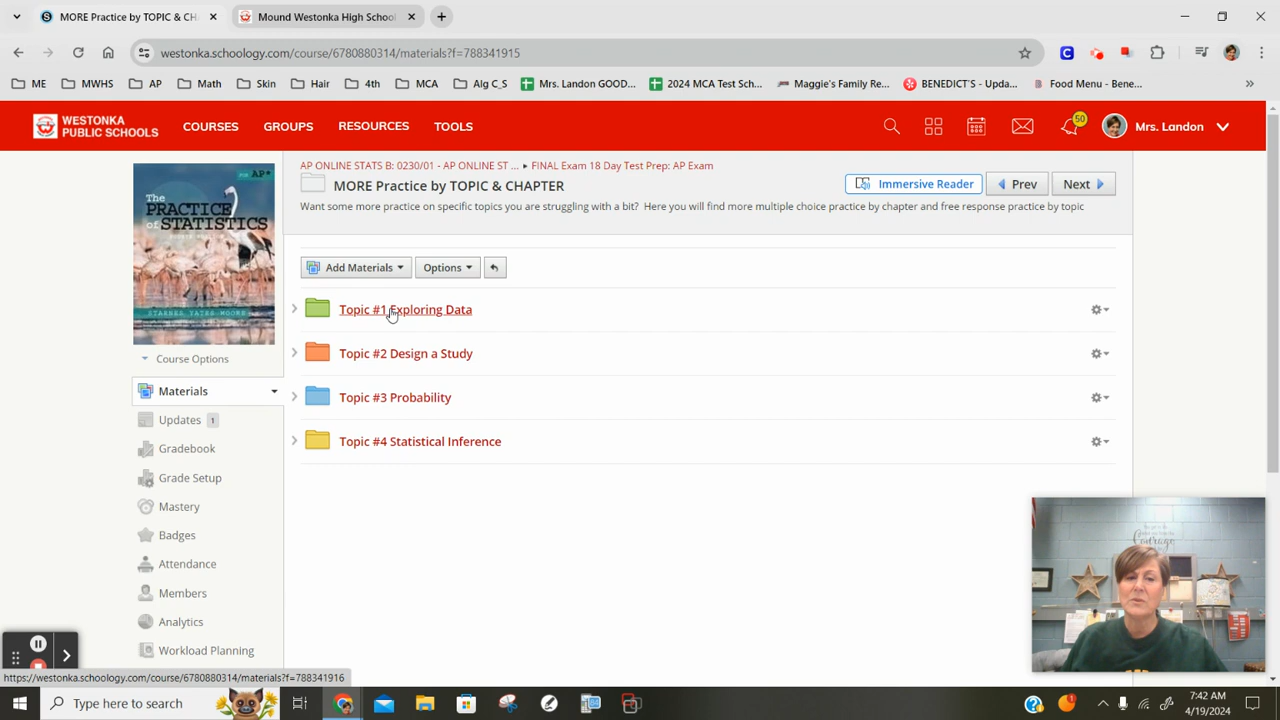 MORE Practice by TOPIC & CH
Mound Westonka High School
westonka.schoology.com/course/6780880314/materials?f=788341915
ME MWHS AP Math Skin Hair 4th MCA Alg C_S Mrs. Landon GOOD... 2024 MCA Test Sch... Maggie's Family Re... BENEDICT'S - Upda... Food Menu - Bene...
WESTONKA PUBLIC SCHOOLS
COURSES GROUPS RESOURCES TOOLS
50
Mrs. Landon
AP ONLINE STATS B: 0230/01 - AP ONLINE ST ... ▸ FINAL Exam 18 Day Test Prep: AP Exam
MORE Practice by TOPIC & CHAPTER
Immersive Reader Prev Next
Want some more practice on specific topics you are struggling with a bit? Here you will find more multiple choice practice by chapter and free response practice by topic
FOR AP*
The
PRACTICE
of STATISTICS
STARNES YATES MOORE
Add Materials Options
Topic #1 Exploring Data
Topic #2 Design a Study
Topic #3 Probability
Topic #4 Statistical Inference
Course Options
Materials
Updates 1
Gradebook
Grade Setup
Mastery
Badges
Attendance
Members
Analytics
Workload Planning
Courage
https://westonka.schoology.com/course/6780880314/materials?f=788341916
Type here to search
7:42 AM
4/19/2024